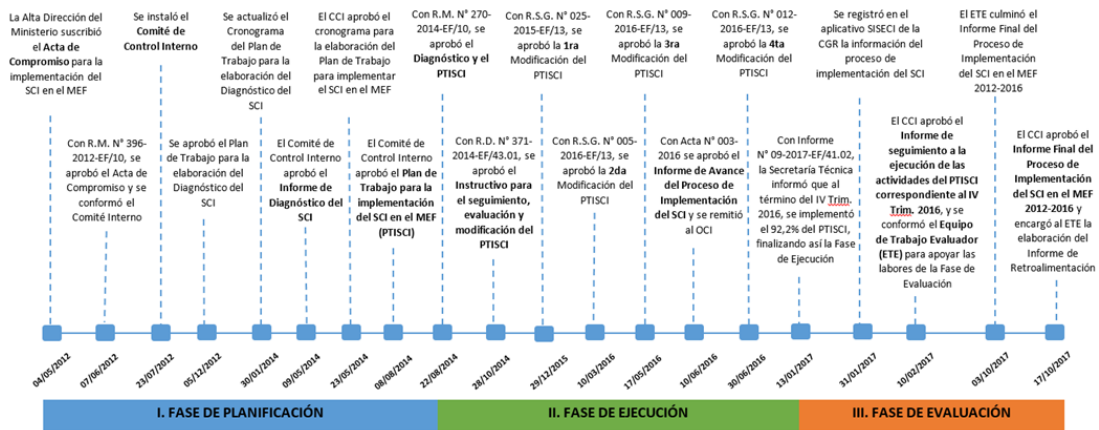 La Alta Dirección del
Ministerio suscribió
el Acta de
Compromiso para la
implementación del
SCI en el MEF
Con R.M. N° 396-
2012-EF/10, se
aprobó el Acta de
Compromiso y se
conformó el
Comité Interno
Se instaló el
Comité de
Control Interno
Se aprobó el Plan
de Trabajo para la
elaboración del
Diagnóstico del
SCI
Se actualizó el
Cronograma
del Plan de
Trabajo para la
elaboración del
Diagnóstico del
SCI
El Comité de
Control Interno
aprobó el
Informe de
Diagnóstico del
SCI
El CCI aprobó el
cronograma para
la elaboración del
Plan de Trabajo
para implementar
el SCI en el MEF
El Comité de
Control Interno
aprobó el Plan de
Trabajo para la
implementación
del SCI en el MEF
(PTISCI)
Con R.M. N° 270-
2014-EF/10, se
aprobó el
Diagnóstico y el
PTISCI
Con R.D. N° 371-
2014-EF/43.01, se
aprobó el
Instructivo para
el seguimiento,
evaluación y
modificación del
PTISCI
Con R.S.G. N° 025-
2015-EF/13, se
aprobó la 1ra
Modificación del
PTISCI
Con R.S.G. N° 005-
2016-EF/13, se
aprobó la 2da
Modificación del
PTISCI
Con R.S.G. N° 009-
2016-EF/13, se
aprobó la 3ra
Modificación del
PTISCI
Con Acta N° 003-
2016 se aprobó el
Informe de Avance
del Proceso de
Implementación
del SCI y se remitió
al OCI
Con R.S.G. N° 012-
2016-EF/13, se
aprobó la 4ta
Modificación del
PTISCI
Con Informe
N° 09-2017-EF/41.02,
la Secretaría Técnica
informó que al
término del IV Trim.
2016, se implementó
el 92,2% del PTISCI,
finalizando así la Fase
de Ejecución
Se registró en el
aplicativo SISECI de la
CGR la información del
proceso de
implementación del SCI
El CCI aprobó el
Informe de
seguimiento a la
ejecución de las
actividades del PTISCI
correspondiente al IV
Trim. 2016, y se
conformó el Equipo
de Trabajo Evaluador
(ETE) para apoyar las
labores de la Fase de
Evaluación
El ETE culminó el
Informe Final del
Proceso de
Implementación
del SCI en el MEF
2012-2016
El CCI aprobó el
Informe Final del
Proceso de
Implementación
del SCI en el MEF
2012-2016 y
encargó al ETE la
elaboración del
Informe de
Retroalimentación
04/05/2012
07/06/2012
23/07/2012
05/12/2012
30/01/2014
09/05/2014
23/05/2014
08/08/2014
22/08/2014
28/10/2014
29/12/2015
10/03/2016
17/05/2016
10/06/2016
30/06/2016
13/01/2017
31/01/2017
10/02/2017
03/10/2017
17/10/2017
I. FASE DE PLANIFICACIÓN
II. FASE DE EJECUCIÓN
III. FASE DE EVALUACIÓN